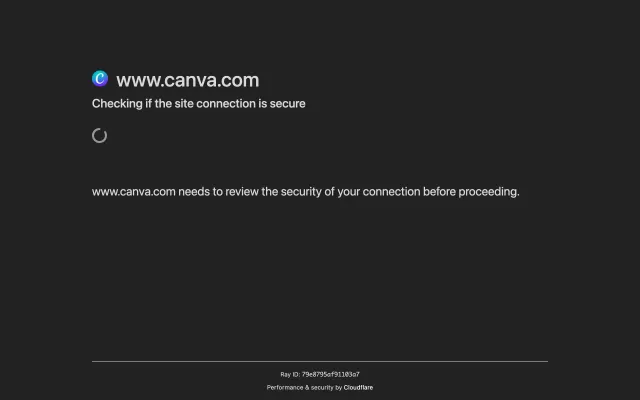 www.canva.com
Checking if the site connection is secure
www.canva.com needs to review the security of your connection before proceeding.
Ray ID: 79e8795af91103a7
Performance & security by Cloudflare